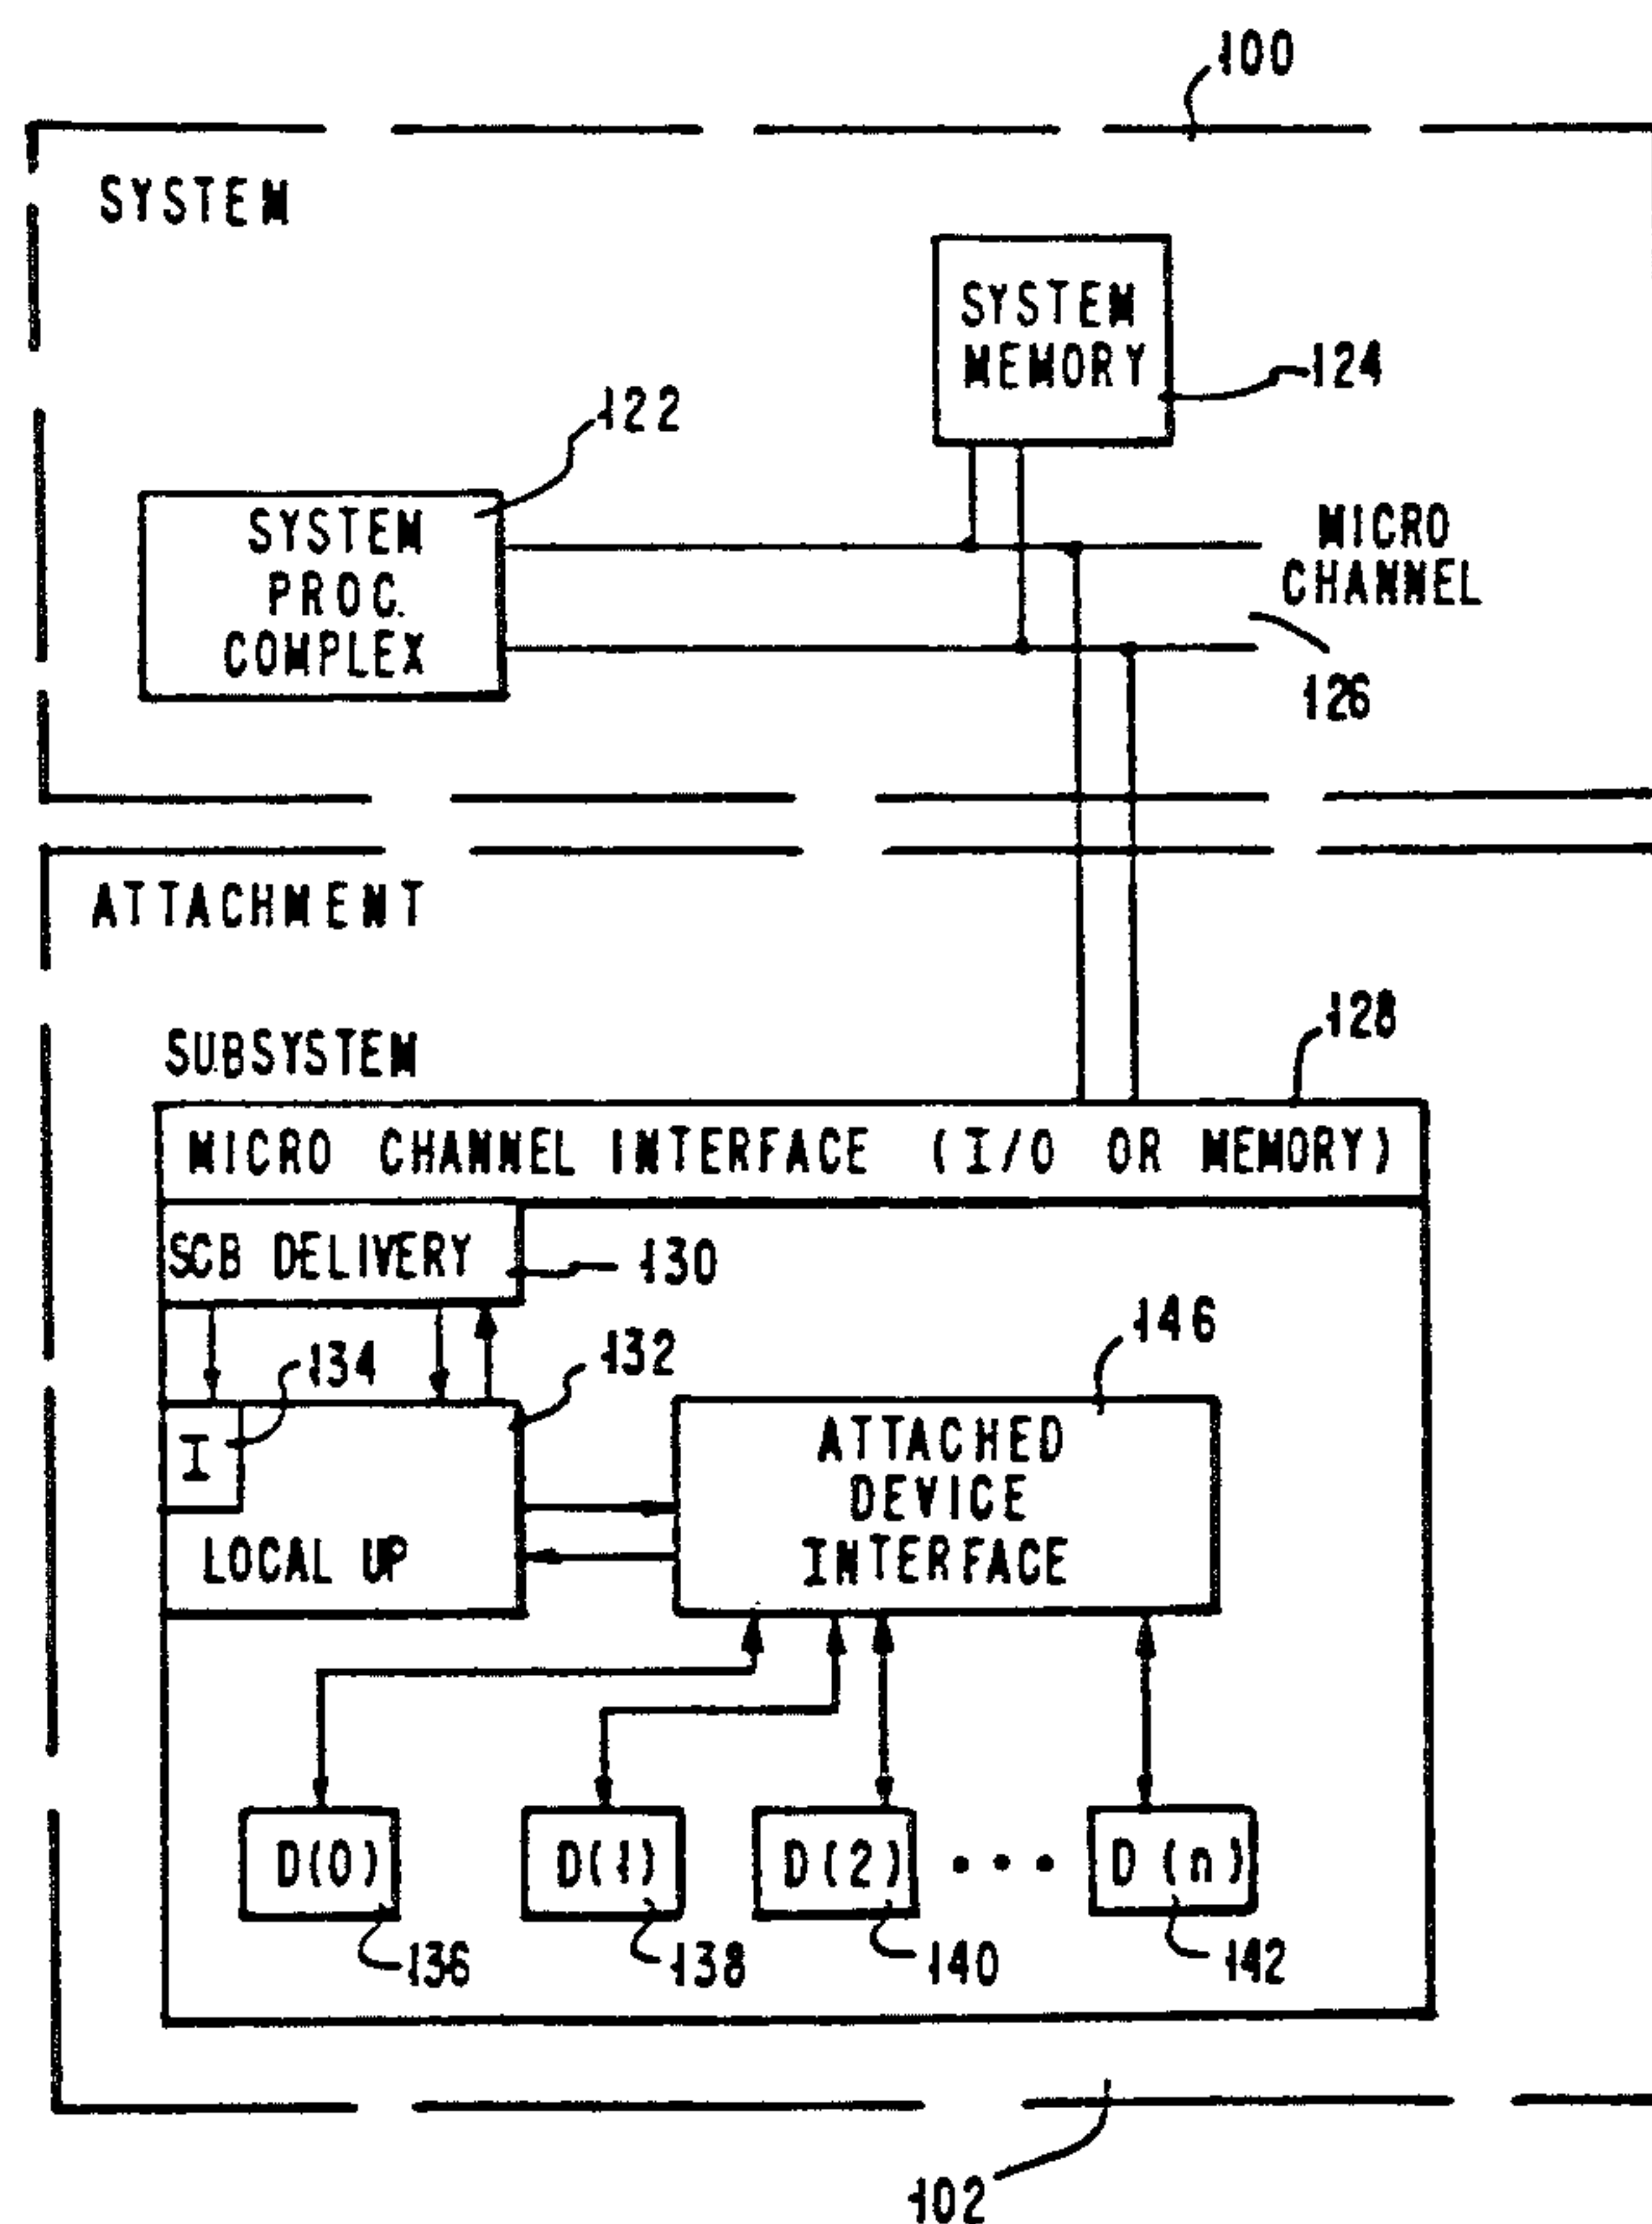 100
SYSTEM
SYSTEM
MEMORY
124
122
SYSTEM
PROC.
COMPLEX
MICRO
CHANNEL
126
ATTACHMENT
SUBSYSTEM
128
MICRO CHANNEL INTERFACE (I/O OR MEMORY)
SCB DELIVERY
130
134
132
146
I
LOCAL UP
ATTACHED
DEVICE
INTERFACE
D(0)
D(1)
D(2)
• • •
D(n)
136
138
140
142
102